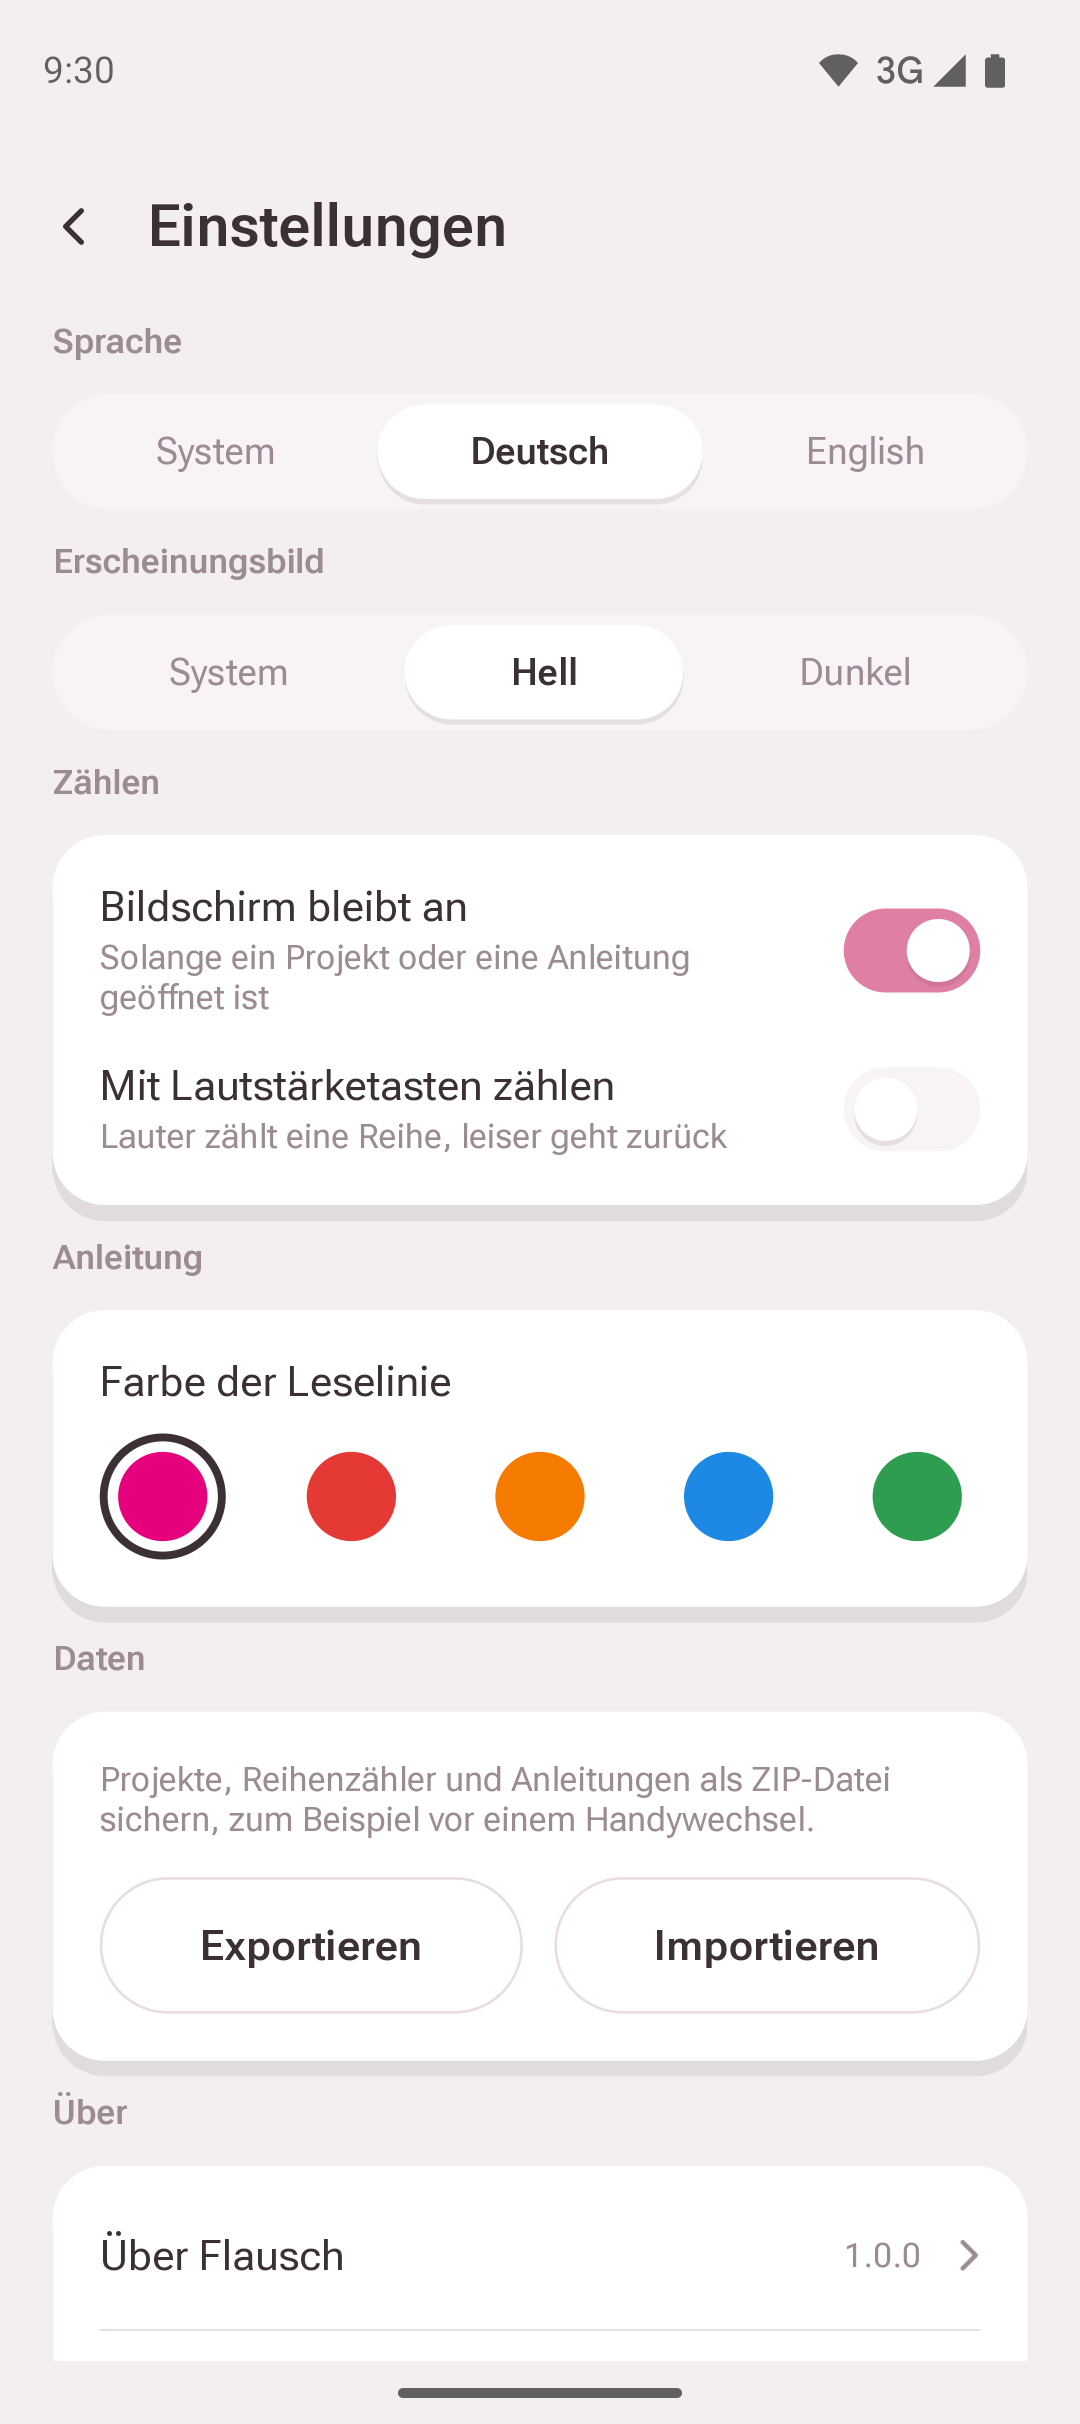 9:30
3G
Einstellungen
Sprache
System
Deutsch
English
Erscheinungsbild
System
Hell
Dunkel
Zählen
Bildschirm bleibt an
Solange ein Projekt oder eine Anleitung
geöffnet ist
Mit Lautstärketasten zählen
Lauter zählt eine Reihe, leiser geht zurück
Anleitung
Farbe der Leselinie
Daten
Projekte, Reihenzähler und Anleitungen als ZIP-Datei
sichern, zum Beispiel vor einem Handywechsel.
Exportieren
Importieren
Über
Über Flausch
1.0.0